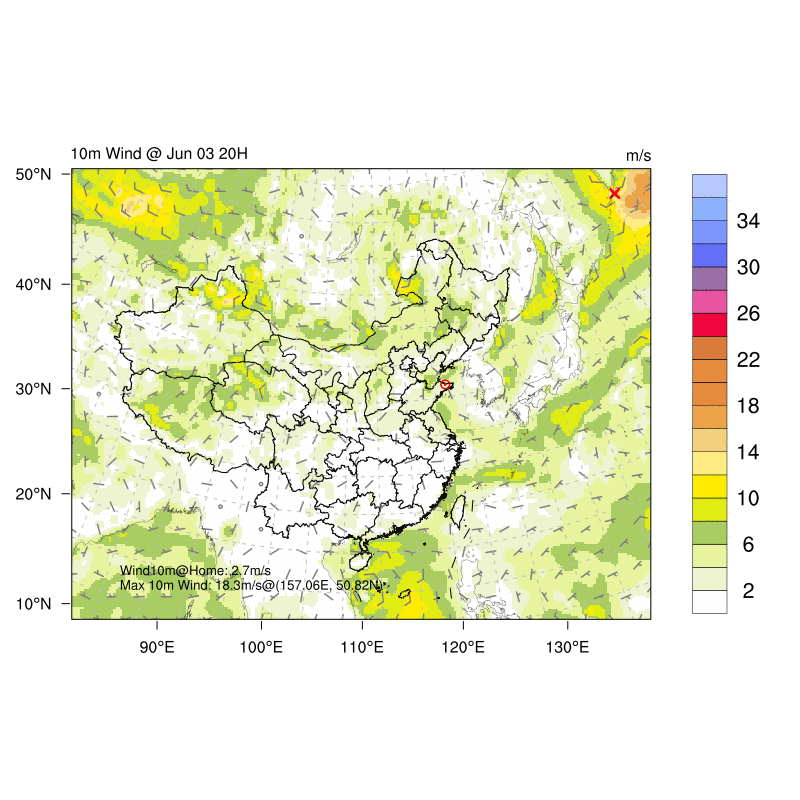 10m Wind @ Jun 03 20H
m/s
50°N
40°N
30°N
20°N
10°N
34
30
26
22
18
14
10
6
2
Wind10m@Home: 2.7m/s
Max 10m Wind: 18.3m/s@(157.06E, 50.82N)
90°E
100°E
110°E
120°E
130°E